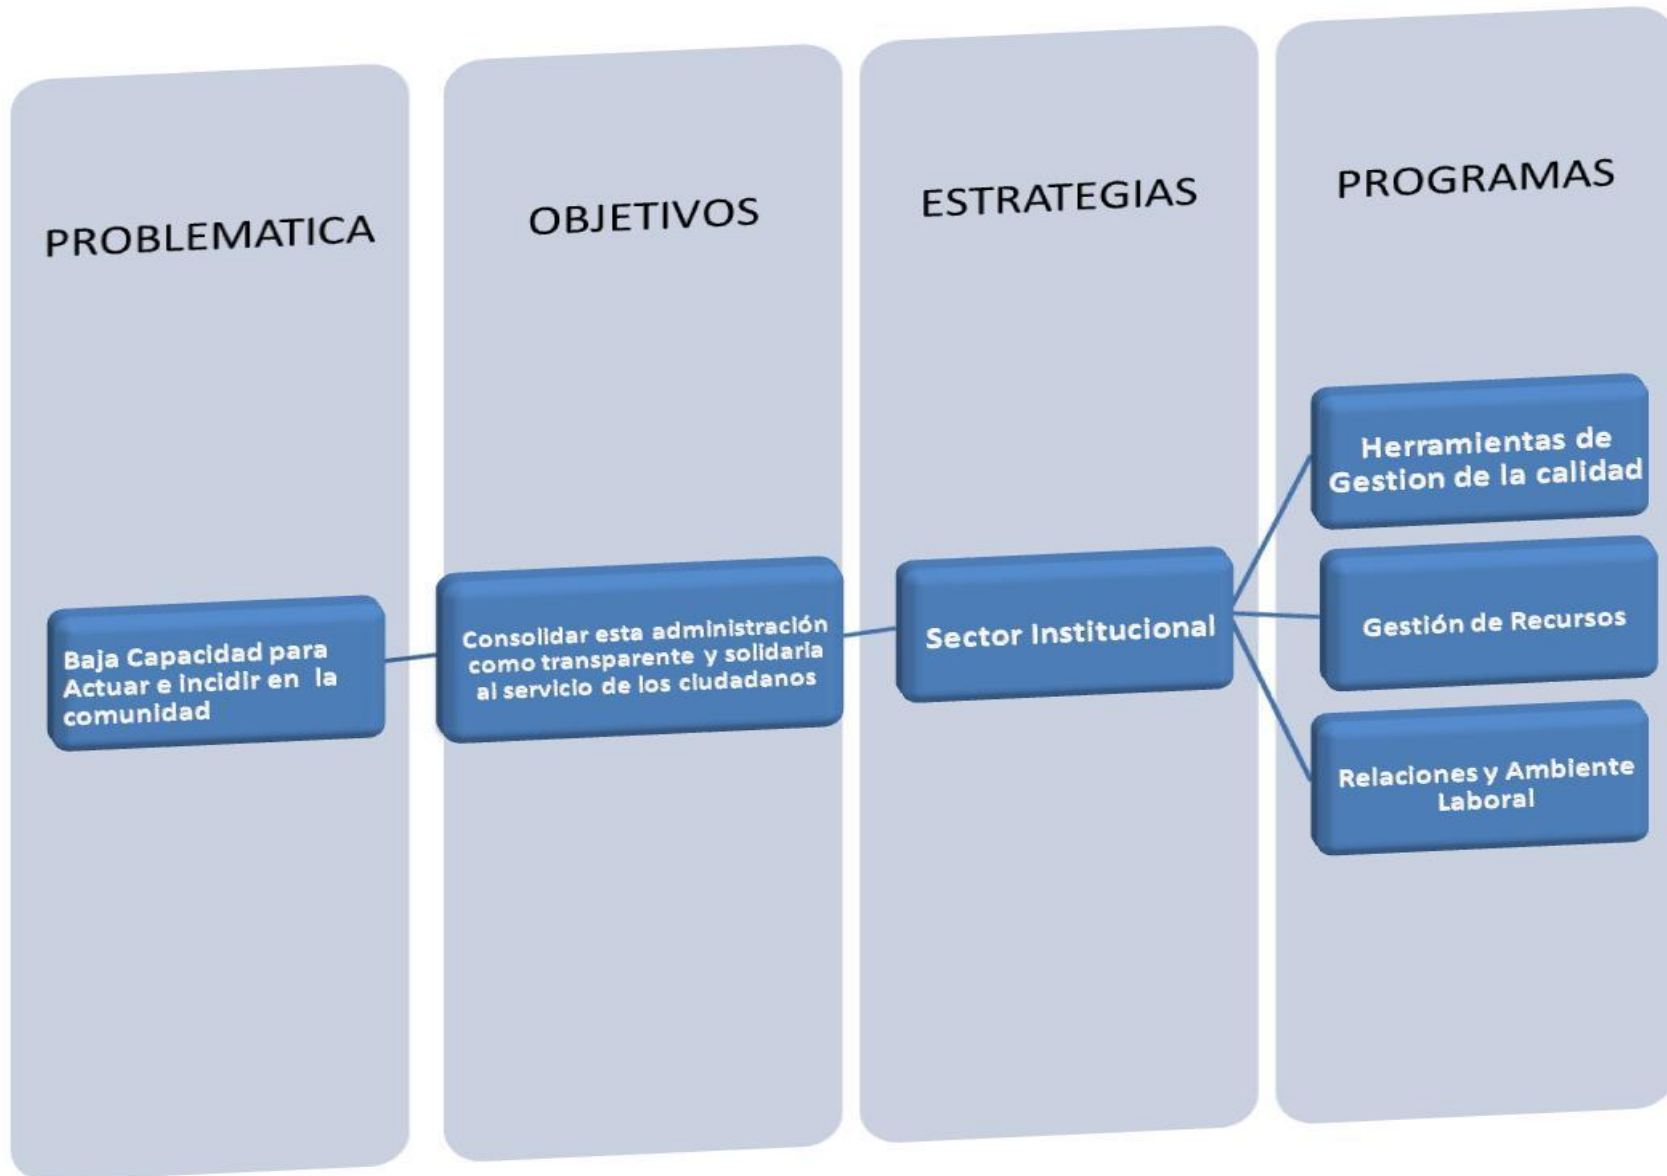 PROBLEMATICA
OBJETIVOS
ESTRATEGIAS
PROGRAMAS
Baja Capacidad para
Actuar e incidir en la
comunidad
Consolidar esta administración
como transparente y solidaria
al servicio de los ciudadanos
Sector Institucional
Herramientas de
Gestion de la calidad
Gestión de Recursos
Relaciones y Ambiente
Laboral